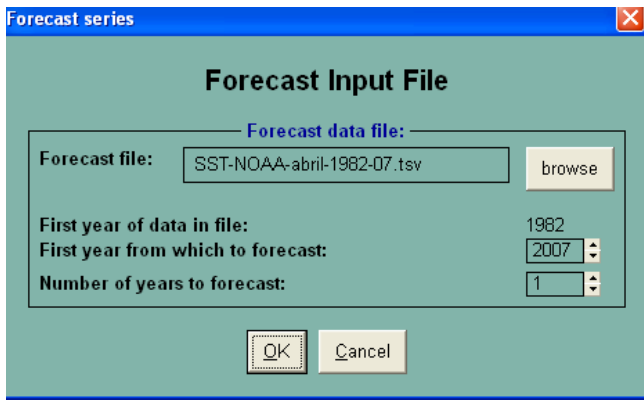 Forecast series
Forecast Input File
Forecast data file:
Forecast file: SST-NOAA-abril-1982-07.tsv browse
First year of data in file: 1982
First year from which to forecast: 2007
Number of years to forecast: 1
OK Cancel